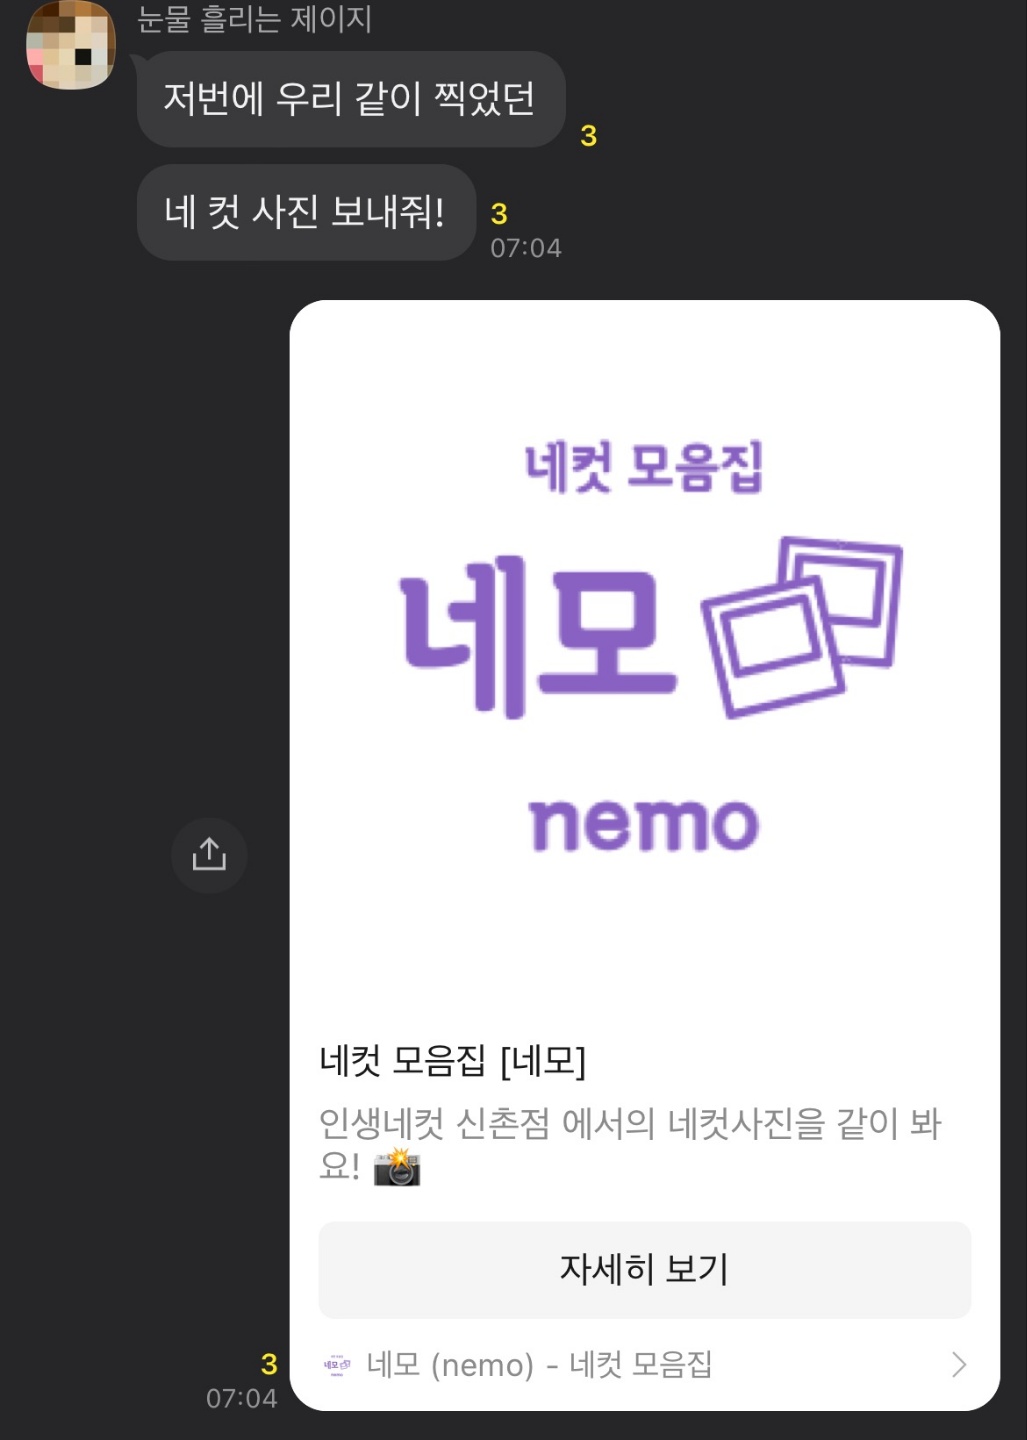 눈물 흘리는 제이지
저번에 우리 같이 찍었던
3
네 컷 사진 보내줘!
3
07:04
네컷 모음집
네모
nemo
네컷 모음집 [네모]
인생네컷 신촌점 에서의 네컷사진을 같이 봐
요! 📸
자세히 보기
네모 (nemo) - 네컷 모음집
3
07:04